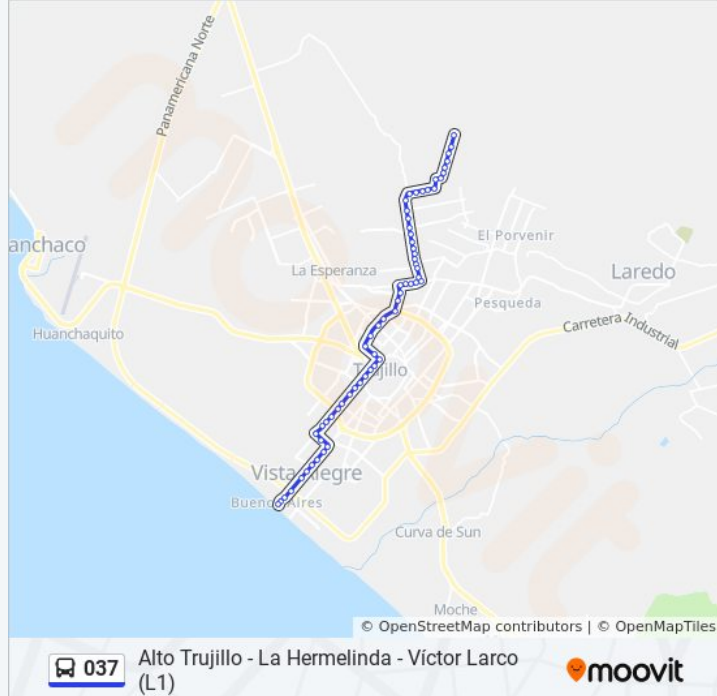 Panamericana Norte
El Porvenir
anchaco
La Esperanza
Laredo
Pesqueda
Huanchaquito
Carretera Industrial
Trujillo
Vista Alegre
Buenos Aires
Curva de Sun
Moche
© OpenStreetMap contributors | © OpenMapTiles
037
Alto Trujillo - La Hermelinda - Víctor Larco
(L1)
moovit